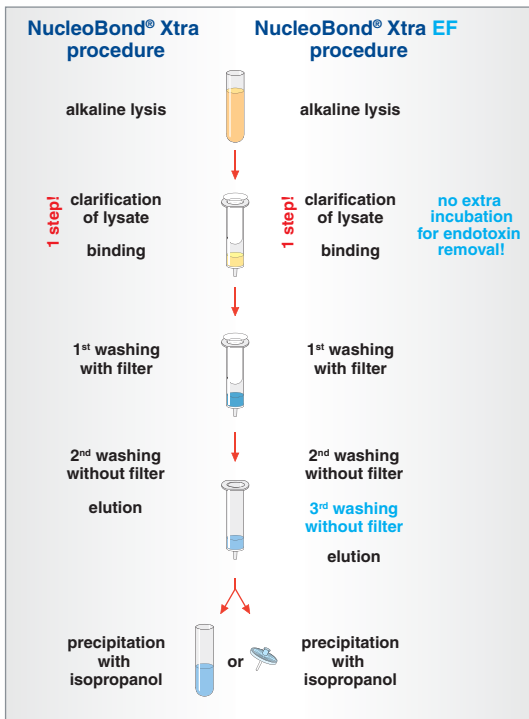 NucleoBond® Xtra
procedure
NucleoBond® Xtra EF
procedure
alkaline lysis
alkaline lysis
1 step!
clarification
of lysate
binding
1 step!
clarification
of lysate
binding
no extra
incubation
for endotoxin
removal!
1st washing
with filter
1st washing
with filter
2nd washing
without filter
elution
2nd washing
without filter
3rd washing
without filter
elution
precipitation
with
isopropanol
or
precipitation
with
isopropanol